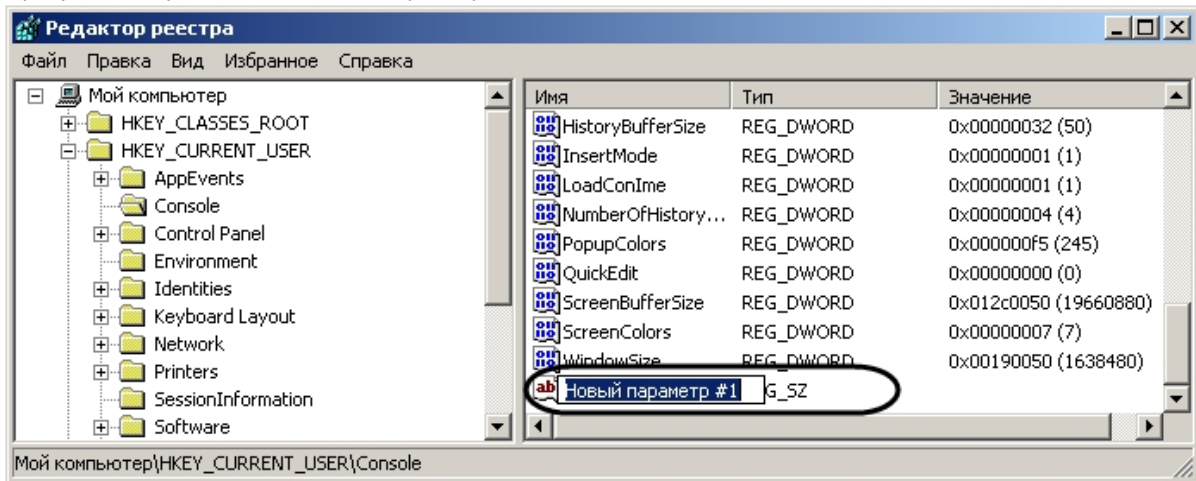 Редактор реестра
Файл Правка Вид Избранное Справка
Мой компьютер
HKEY_CLASSES_ROOT
HKEY_CURRENT_USER
AppEvents
Console
Control Panel
Environment
Identities
Keyboard Layout
Network
Printers
SessionInformation
Software
Имя Тип Значение
HistoryBufferSize REG_DWORD 0x00000032 (50)
InsertMode REG_DWORD 0x00000001 (1)
LoadConIme REG_DWORD 0x00000001 (1)
NumberOfHistory... REG_DWORD 0x00000004 (4)
PopupColors REG_DWORD 0x000000f5 (245)
QuickEdit REG_DWORD 0x00000000 (0)
ScreenBufferSize REG_DWORD 0x012c0050 (19660880)
ScreenColors REG_DWORD 0x00000007 (7)
WindowSize REG_DWORD 0x00190050 (1638480)
Новый параметр #1 G_SZ
Мой компьютер\HKEY_CURRENT_USER\Console